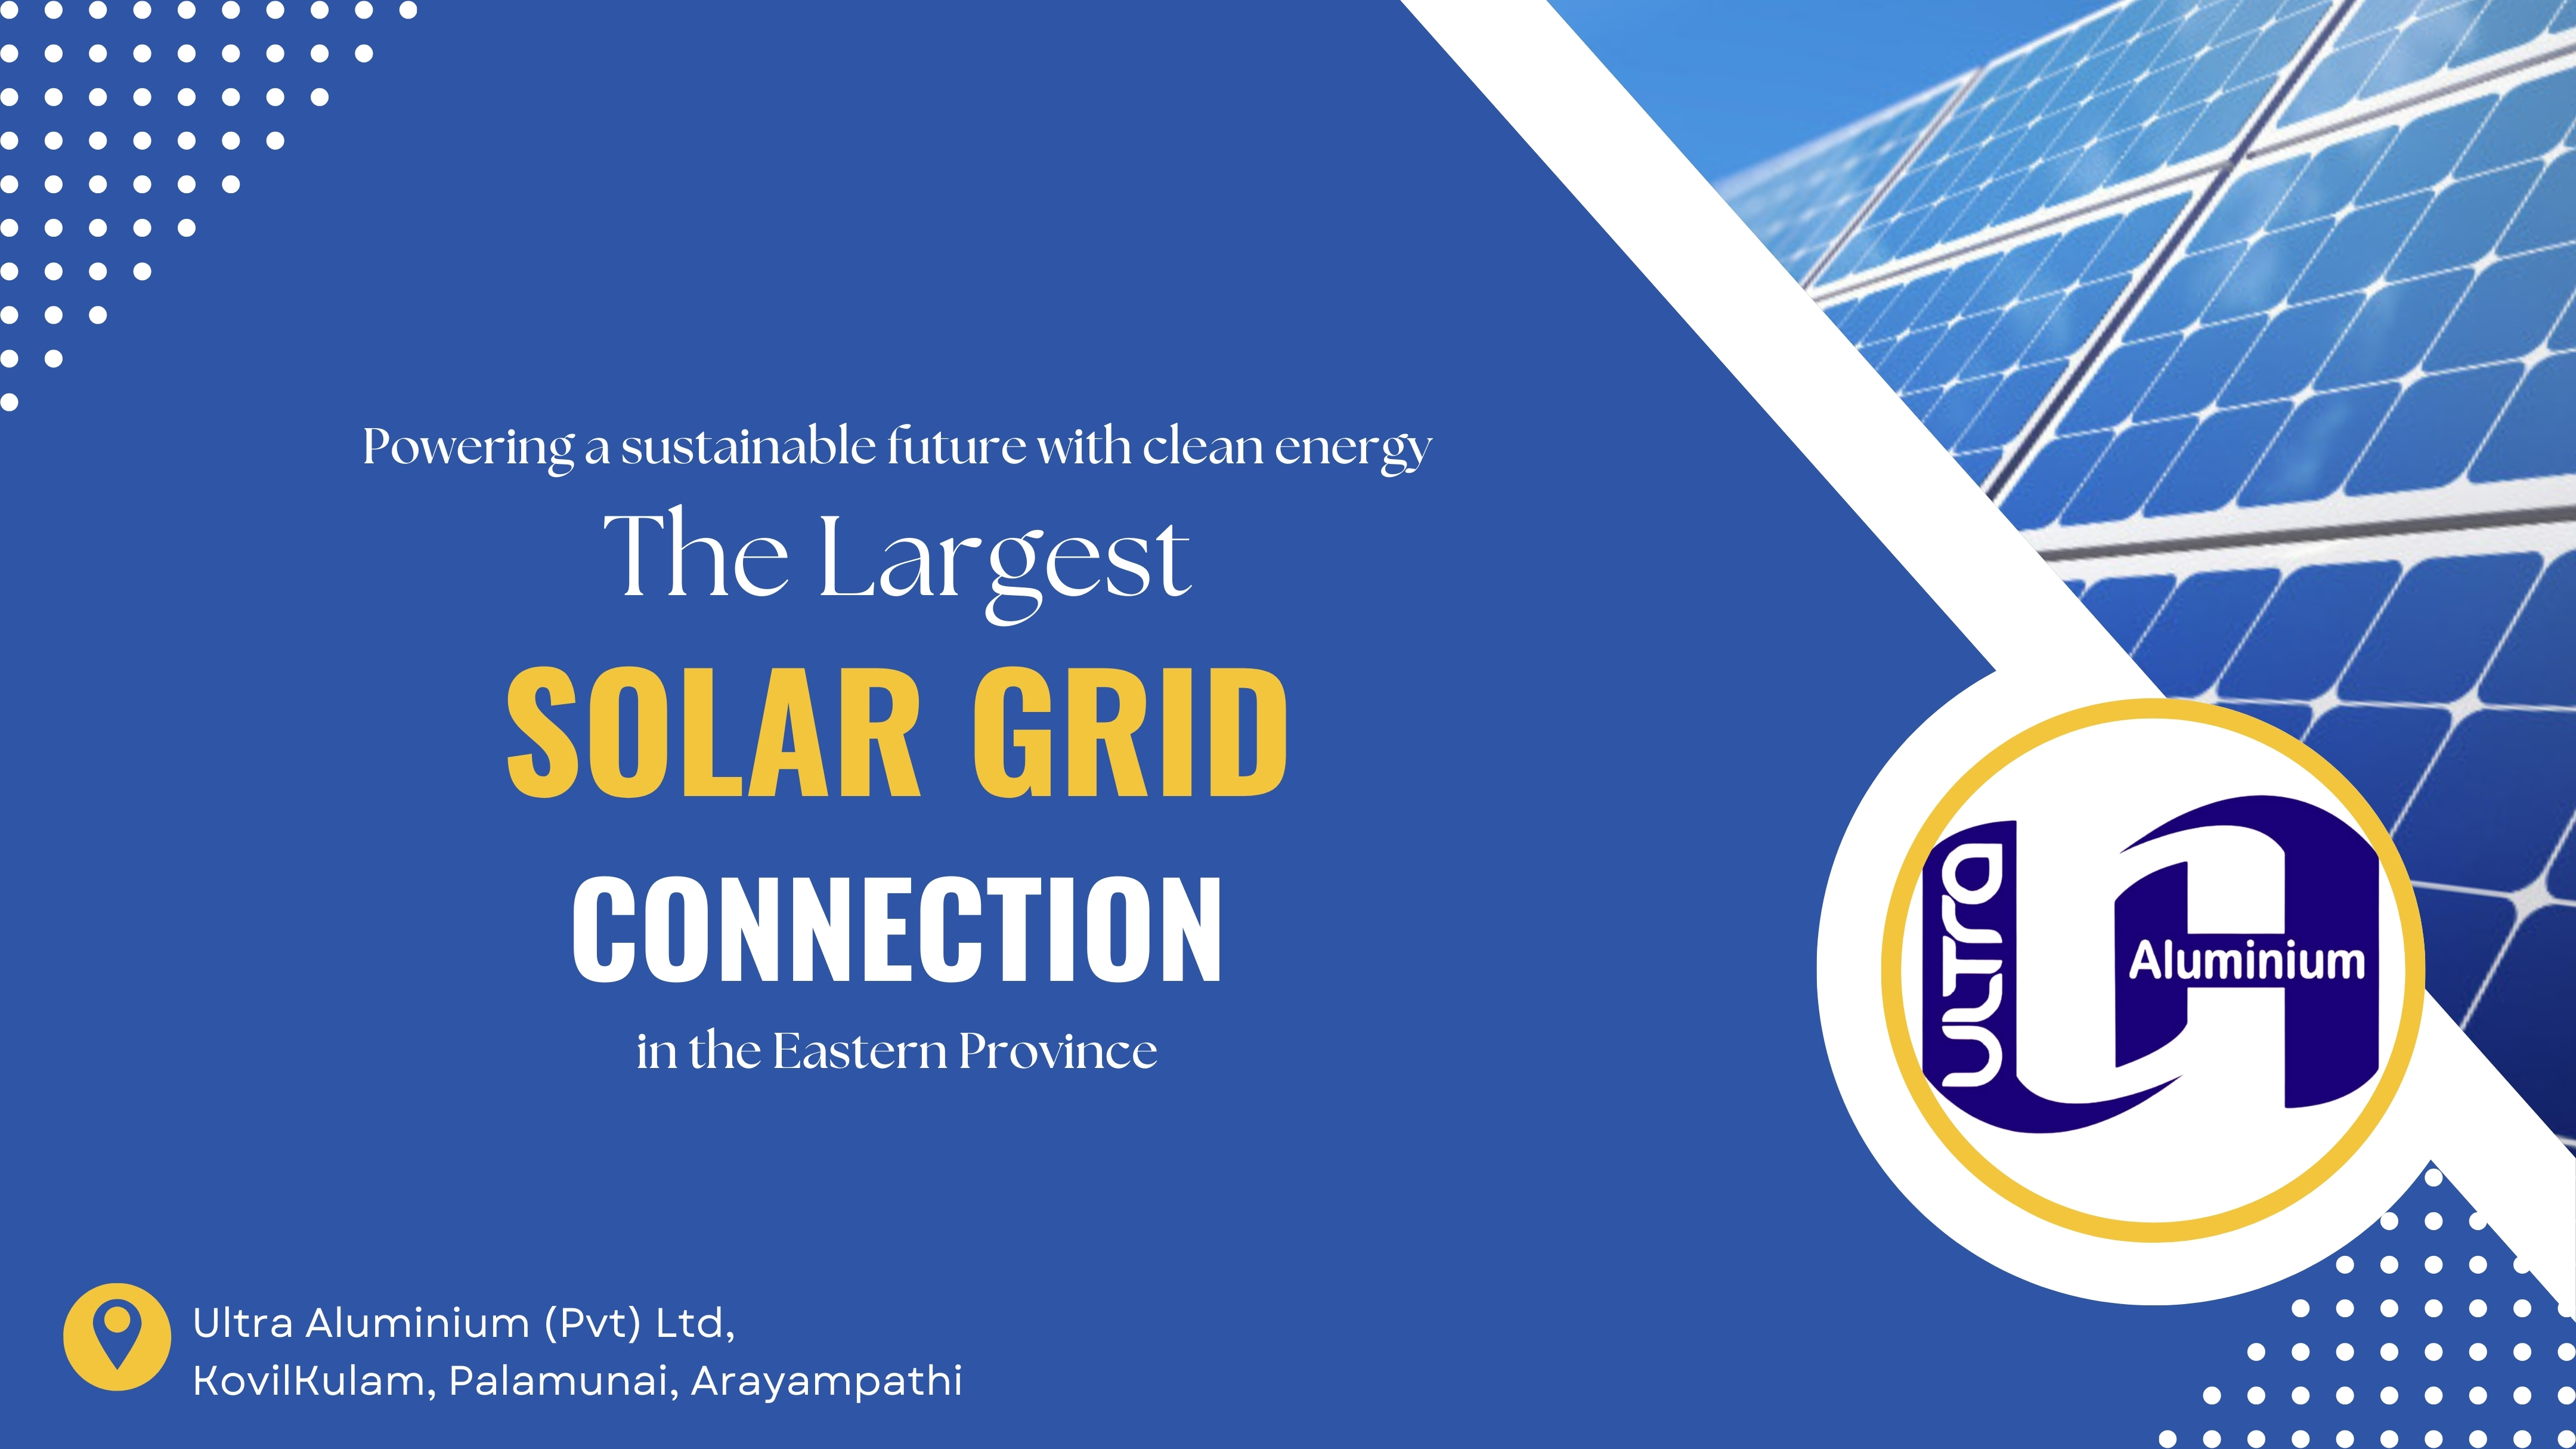 Powering a sustainable future with clean energy
The Largest
SOLAR GRID
CONNECTION
in the Eastern Province
ULTRA
Aluminium
Ultra Aluminium (Pvt) Ltd,
KovilKulam, Palamunai, Arayampathi